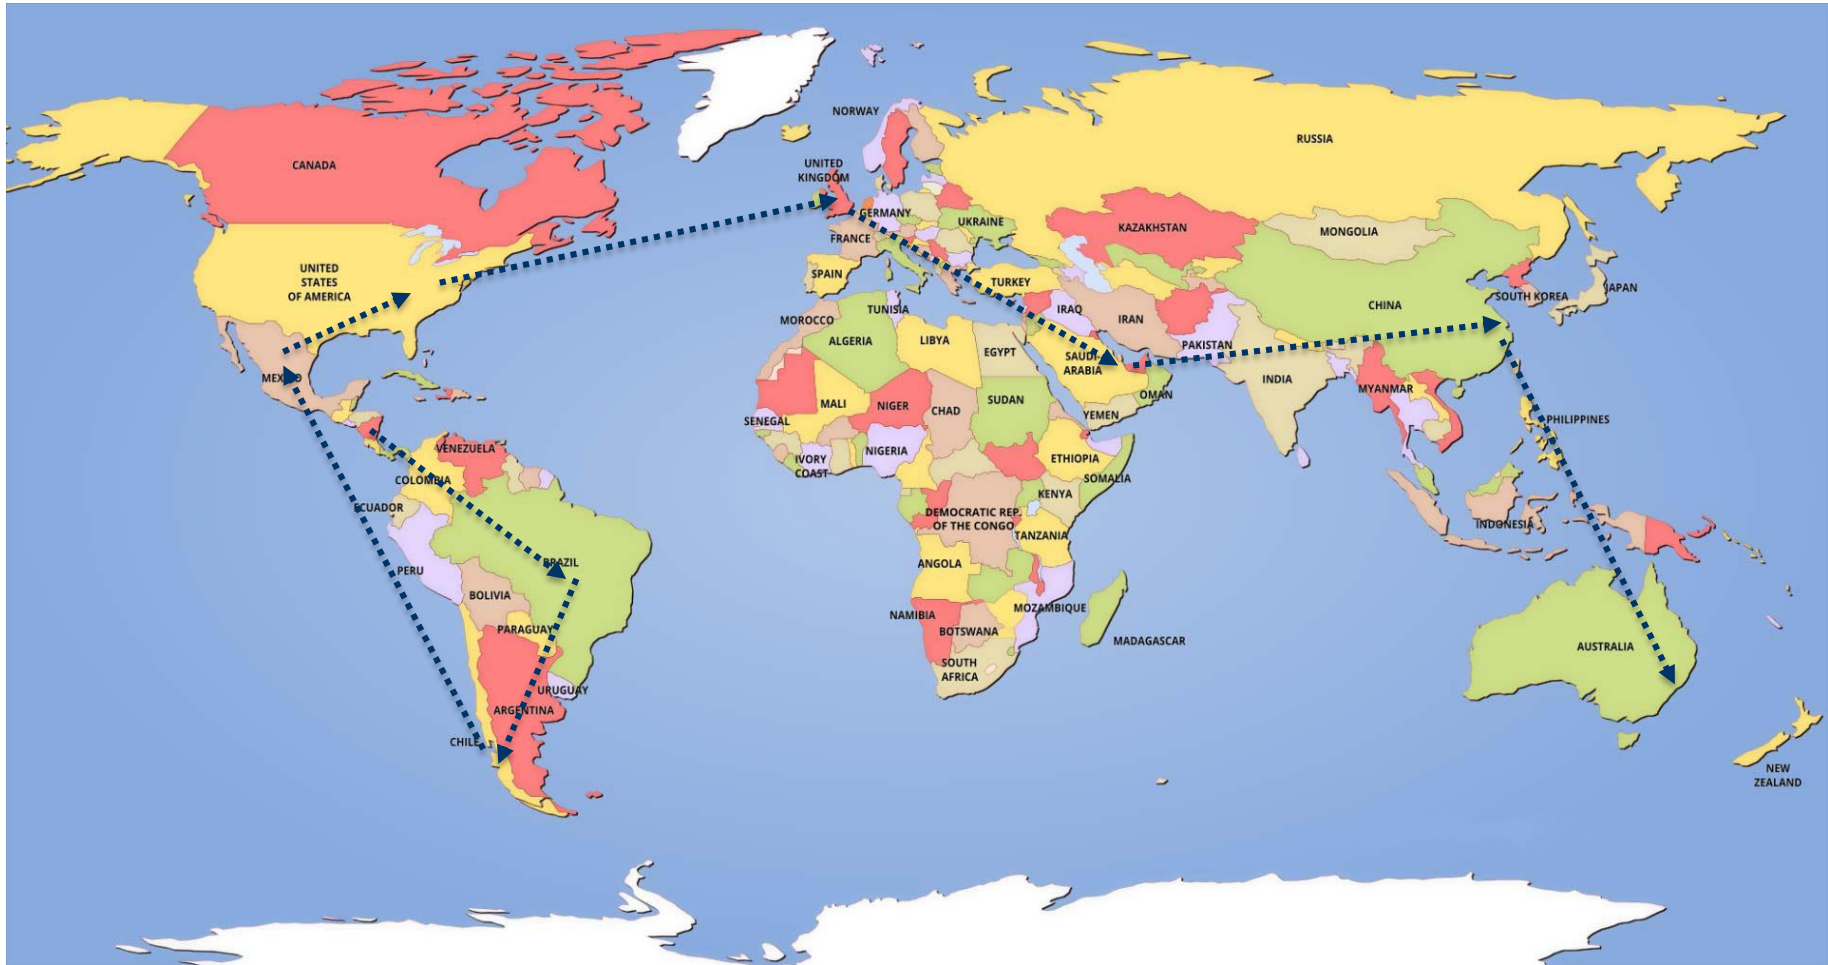 CANADA
UNITED
STATES
OF AMERICA
MEXICO
VENEZUELA
COLOMBIA
ECUADOR
PERU
BRAZIL
BOLIVIA
PARAGUAY
URUGUAY
ARGENTINA
CHILE
NORWAY
UNITED
KINGDOM
GERMANY
FRANCE
SPAIN
UKRAINE
TURKEY
RUSSIA
KAZAKHSTAN
MONGOLIA
CHINA
SOUTH KOREA
JAPAN
IRAQ
IRAN
PAKISTAN
INDIA
SAUDI-
ARABIA
OMAN
YEMEN
MYANMAR
PHILIPPINES
INDONESIA
MOROCCO
TUNISIA
ALGERIA
LIBYA
EGYPT
MALI
NIGER
CHAD
SUDAN
SENEGAL
IVORY
COAST
NIGERIA
ETHIOPIA
SOMALIA
KENYA
DEMOCRATIC REP.
OF THE CONGO
TANZANIA
ANGOLA
NAMIBIA
BOTSWANA
MOZAMBIQUE
MADAGASCAR
SOUTH
AFRICA
AUSTRALIA
NEW
ZEALAND